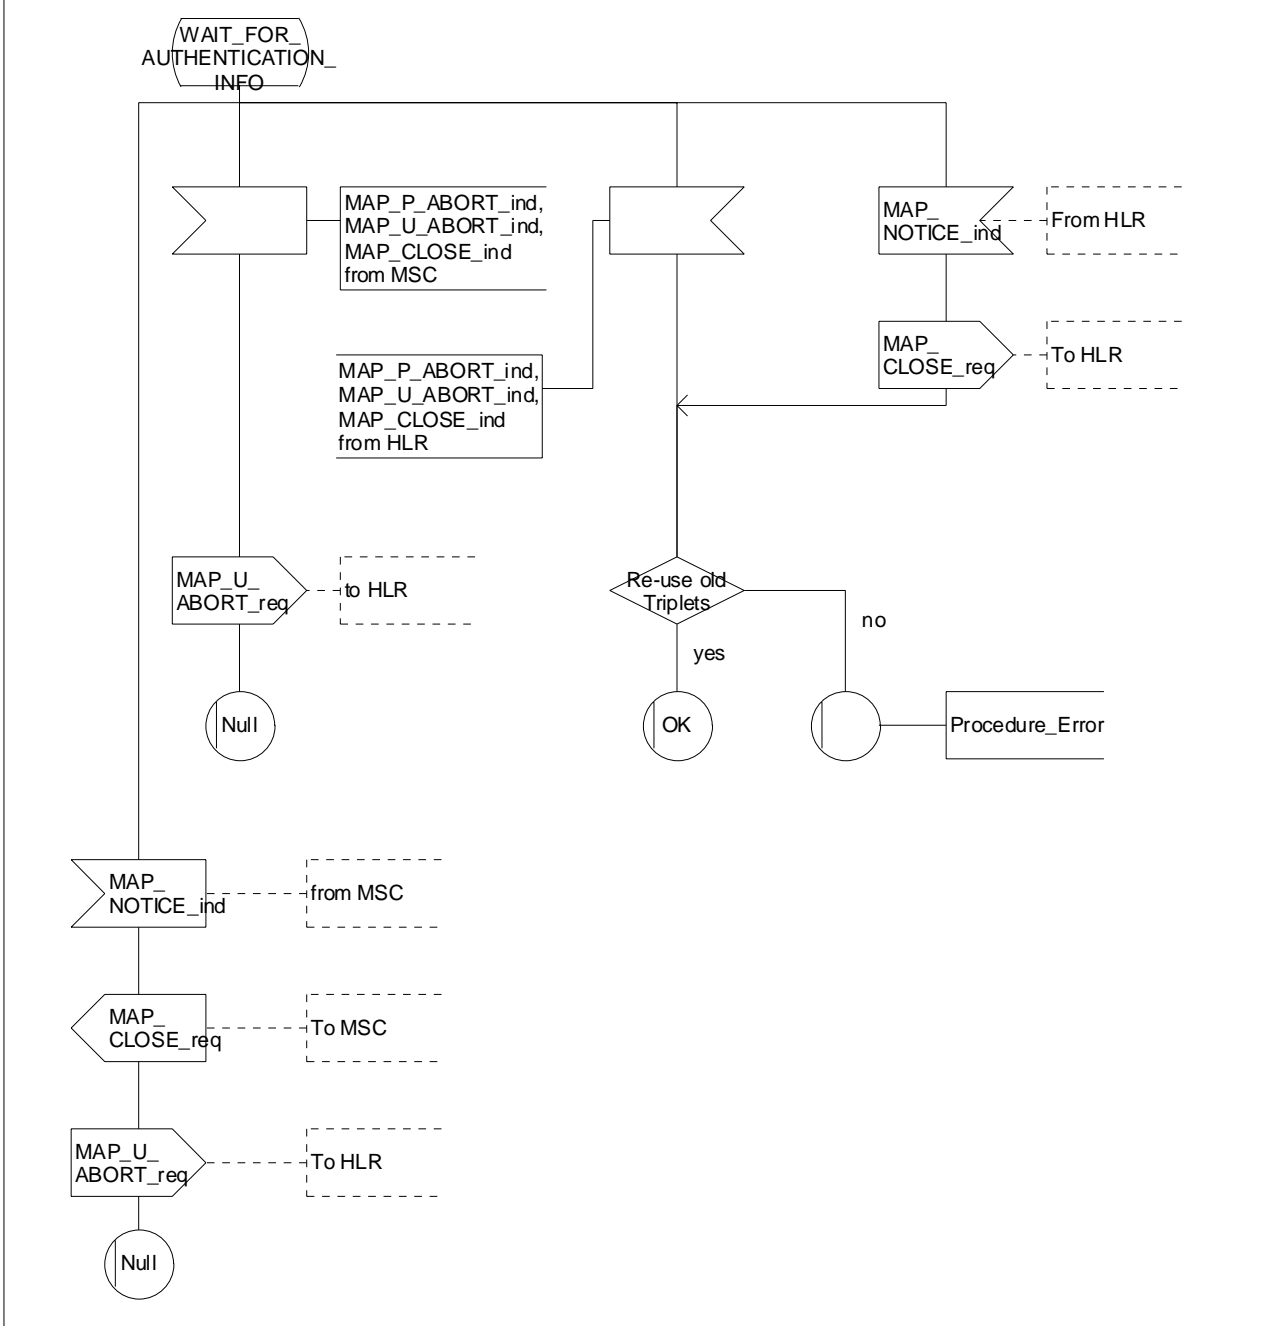 WAIT_FOR_
AUTHENTICATION_
INFO
MAP_P_ABORT_ind,
MAP_U_ABORT_ind,
MAP_CLOSE_ind
from MSC
MAP_
NOTICE_ind
From HLR
MAP_P_ABORT_ind,
MAP_U_ABORT_ind,
MAP_CLOSE_ind
from HLR
MAP_
CLOSE_req
To HLR
MAP_U_
ABORT_req
to HLR
Re-use old
Triplets
no
yes
Null
OK
Procedure_Error
MAP_
NOTICE_ind
from MSC
MAP_
CLOSE_req
To MSC
MAP_U_
ABORT_req
To HLR
Null